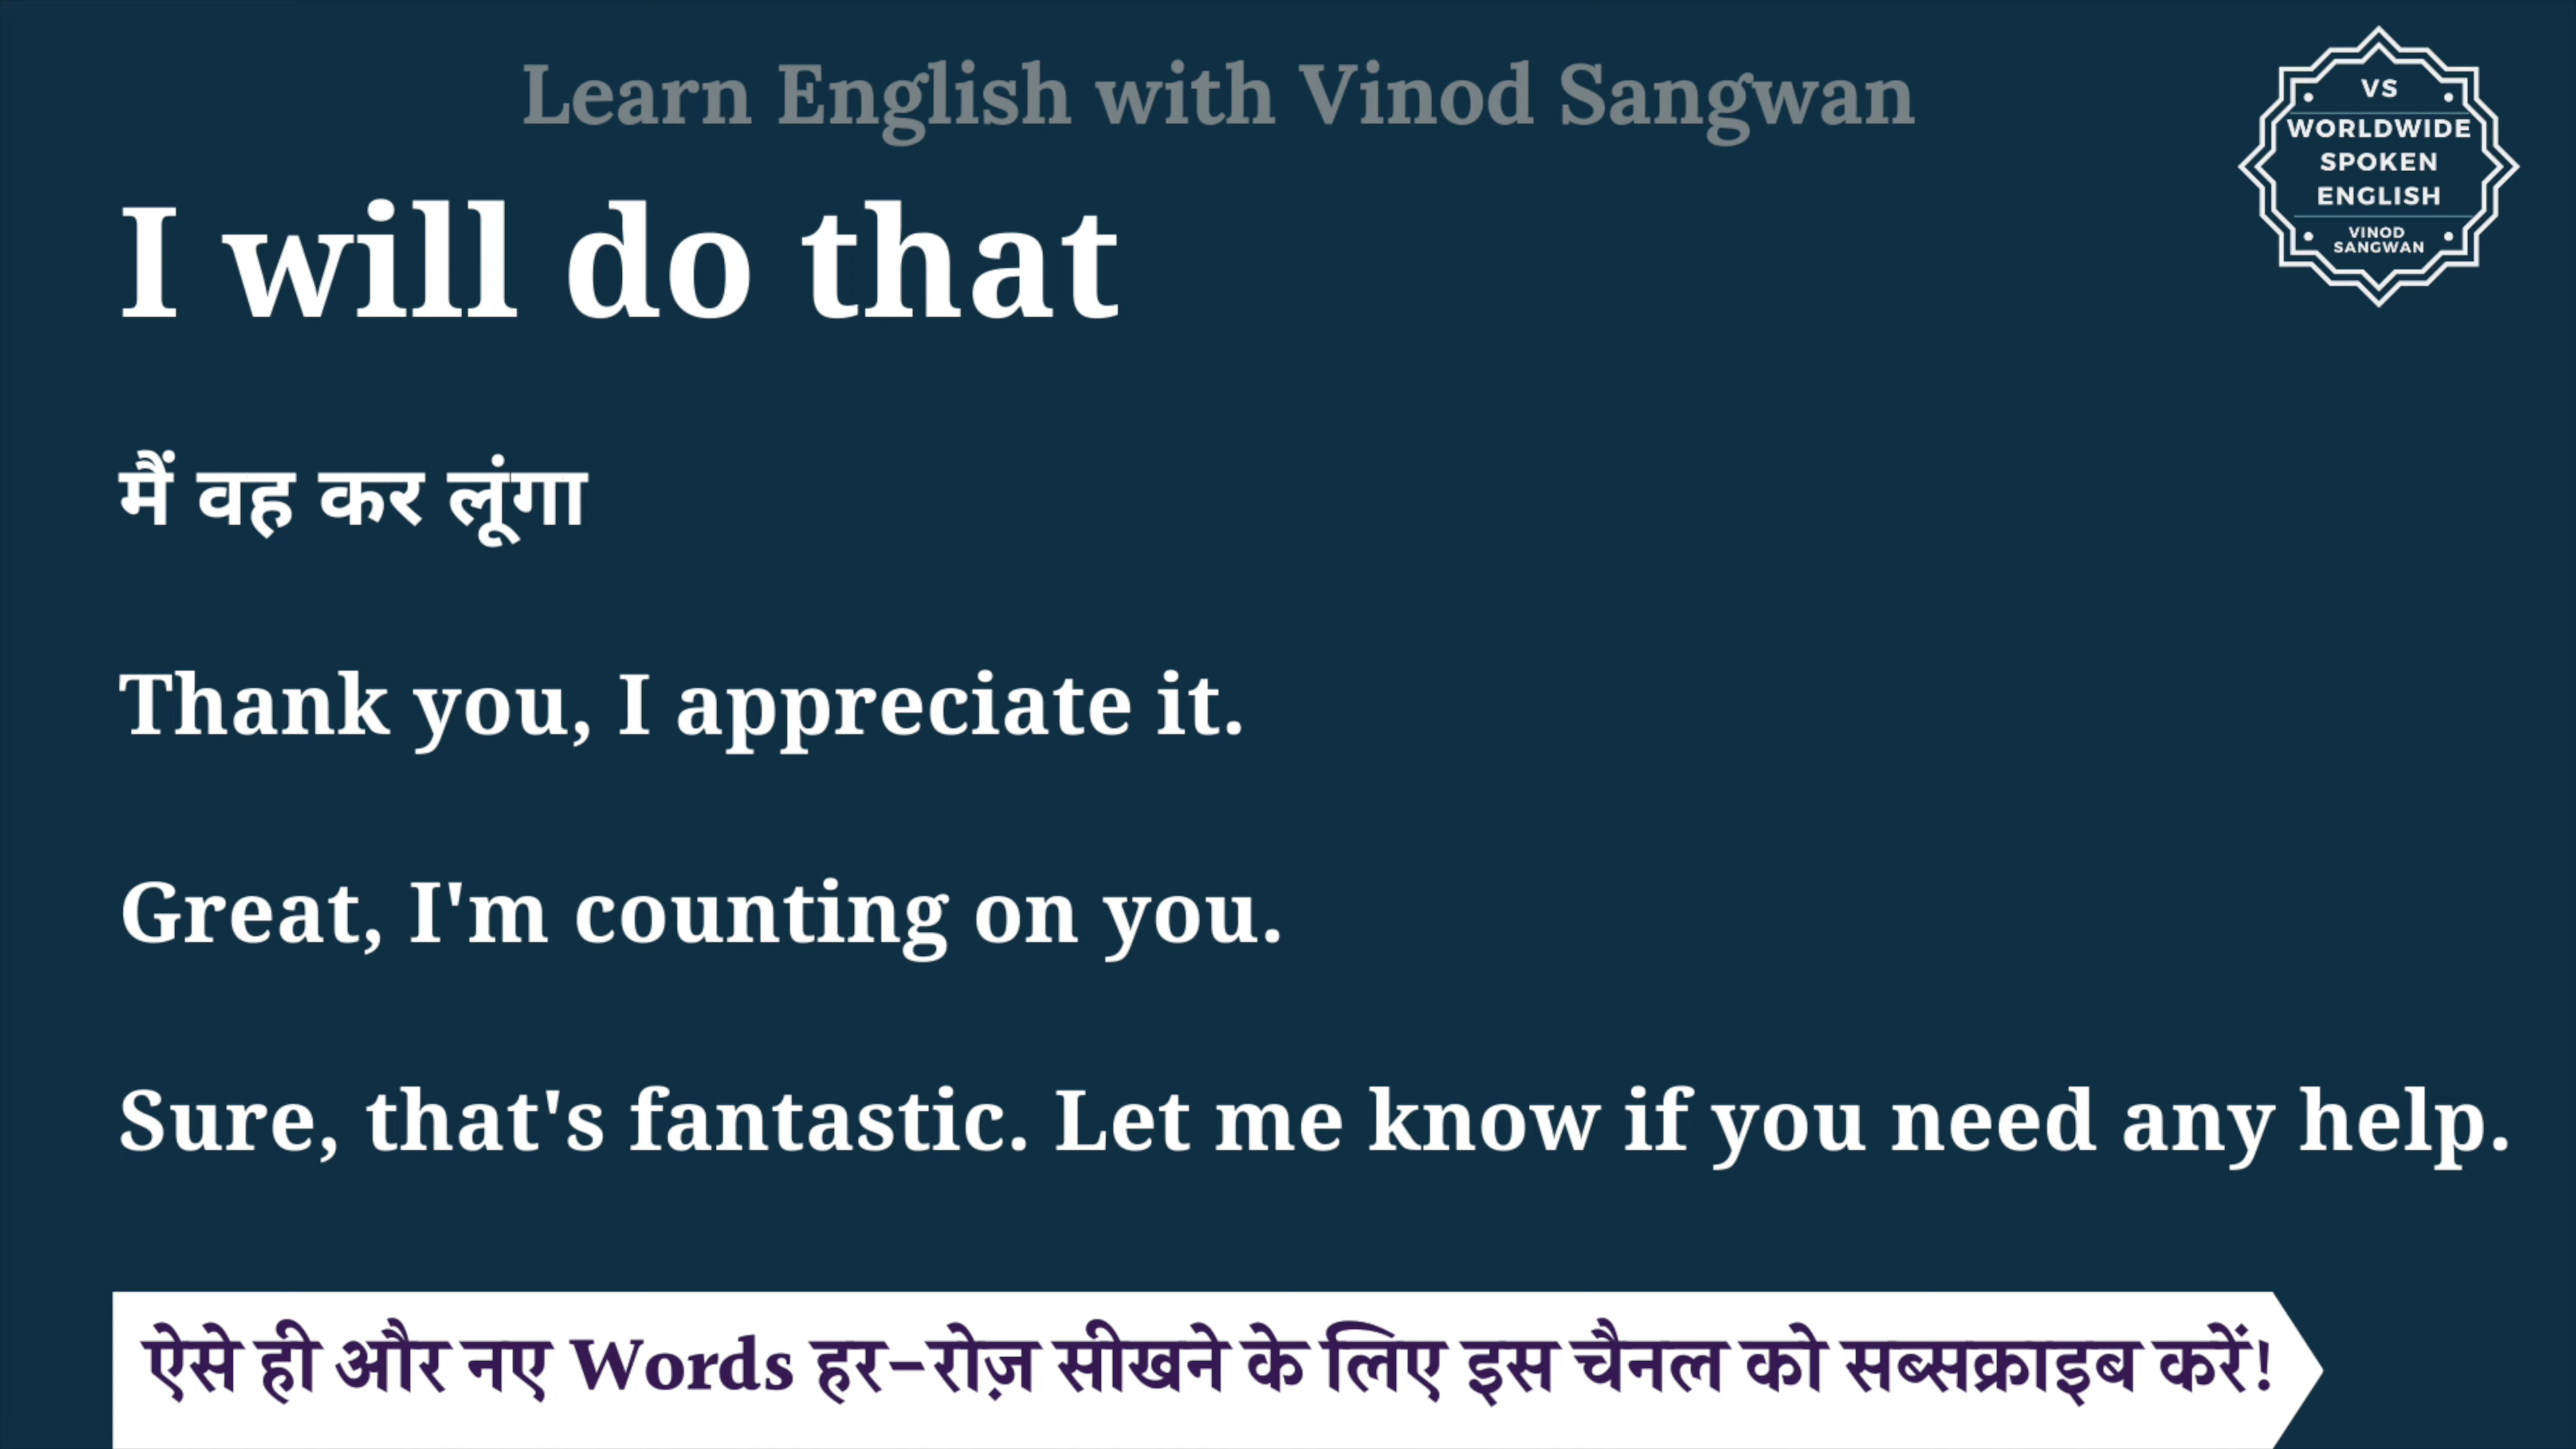 Learn English with Vinod Sangwan
VS
WORLDWIDE
SPOKEN
ENGLISH
VINOD
SANGWAN
I will do that
मैं वह कर लूंगा
Thank you, I appreciate it.
Great, I'm counting on you.
Sure, that's fantastic. Let me know if you need any help.
ऐसे ही और नए Words हर-रोज़ सीखने के लिए इस चैनल को सब्सक्राइब करें!